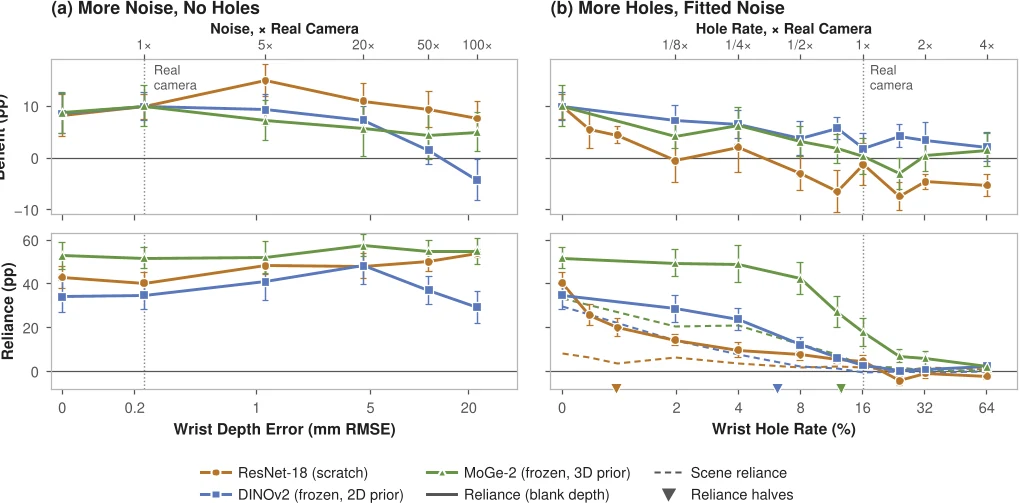 (a) More Noise, No Holes
Noise, × Real Camera
1× 5× 20× 50× 100×
Real
camera
10
0
−10
(pp)
60
40
20
0
Reliance (pp)
0 0.2 1 5 20
Wrist Depth Error (mm RMSE)
(b) More Holes, Fitted Noise
Hole Rate, × Real Camera
1/8× 1/4× 1/2× 1× 2× 4×
Real
camera
0 2 4 8 16 32 64
Wrist Hole Rate (%)
ResNet-18 (scratch)
DINOv2 (frozen, 2D prior)
MoGe-2 (frozen, 3D prior)
Reliance (blank depth)
Scene reliance
Reliance halves